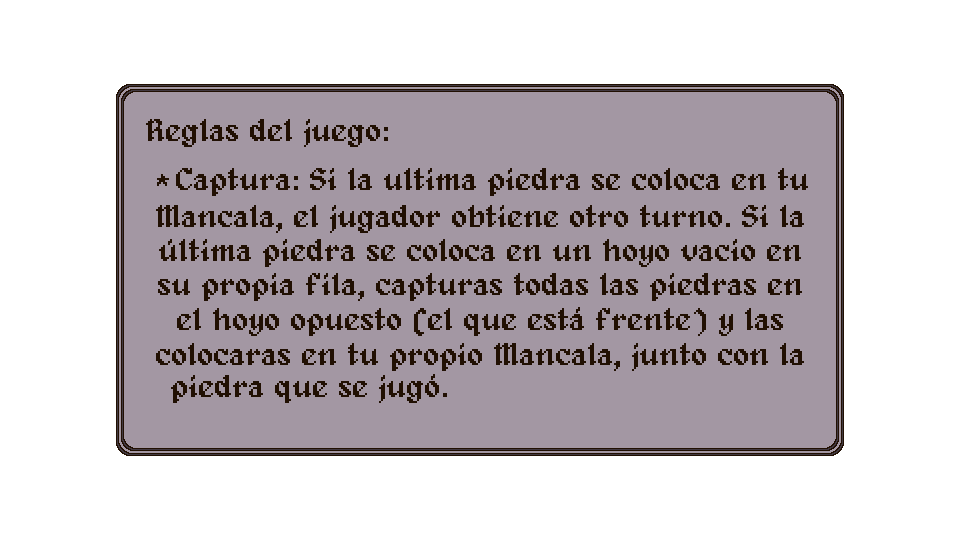 Reglas del juego:
*Captura: Si la ultima piedra se coloca en tu
Mancala, el jugador obtiene otro turno. Si la
última piedra se coloca en un hoyo vacio en
su propia fila, capturas todas las piedras en
el hoyo opuesto (el que está frente) y las
colocaras en tu propio Mancala, junto con la
piedra que se jugó.